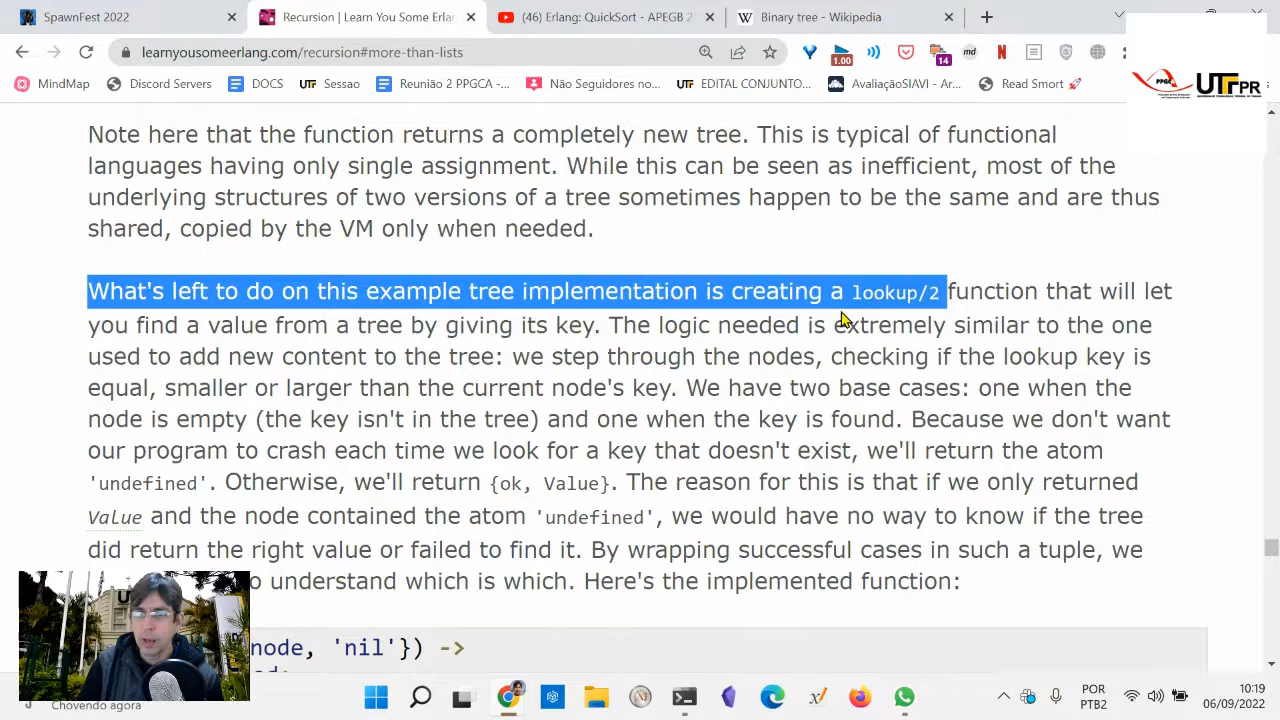 SpawnFest 2022
Recursion | Learn You Some Erlan
(46) Erlang: QuickSort - APEGB 2
Binary tree - Wikipedia
learnyousomeerlang.com/recursion#more-than-lists
1.00
14
md
N
MindMap
Discord Servers
DOCS
UTF Sessao
Reunião 2 PROSCA -...
Não Seguidores no...
UTF EDITAL CONJUNTO...
AvaliaçãoSIAVI - Ar...
Read Smort
UTFPR
Note here that the function returns a completely new tree. This is typical of functional
languages having only single assignment. While this can be seen as inefficient, most of the
underlying structures of two versions of a tree sometimes happen to be the same and are thus
shared, copied by the VM only when needed.
What's left to do on this example tree implementation is creating a lookup/2 function that will let
you find a value from a tree by giving its key. The logic needed is extremely similar to the one
used to add new content to the tree: we step through the nodes, checking if the lookup key is
equal, smaller or larger than the current node's key. We have two base cases: one when the
node is empty (the key isn't in the tree) and one when the key is found. Because we don't want
our program to crash each time we look for a key that doesn't exist, we'll return the atom
'undefined'. Otherwise, we'll return {ok, Value}. The reason for this is that if we only returned
Value and the node contained the atom 'undefined', we would have no way to know if the tree
did return the right value or failed to find it. By wrapping successful cases in such a tuple, we
o understand which is which. Here's the implemented function:
node, 'nil'}) ->
Chovendo agora
POR
PTB2
10:19
06/09/2022